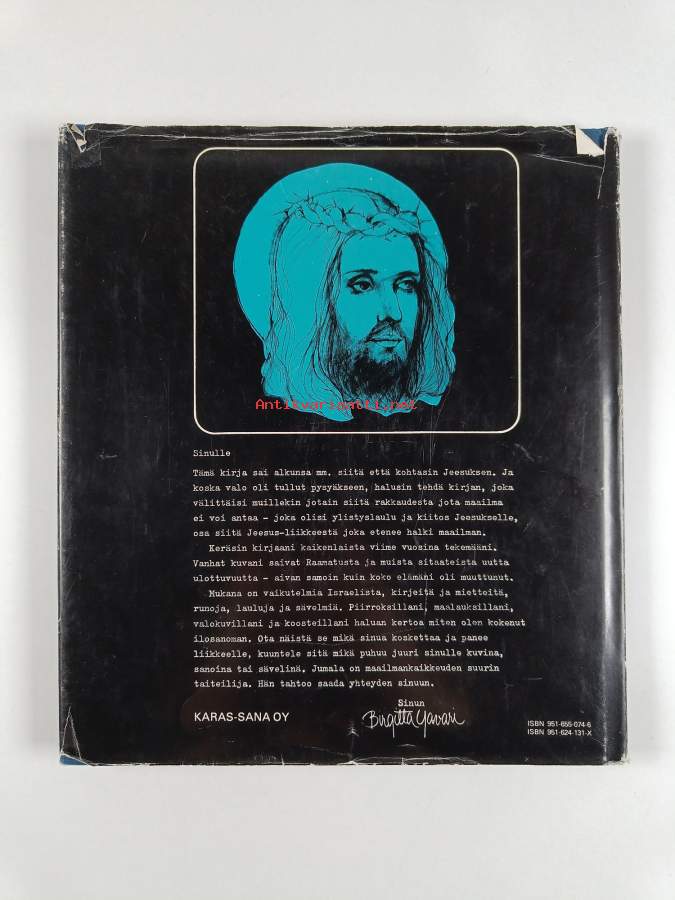 Antikvariaatti.net
Sinulle
Tämä kirja sai alkunsa mm. siitä että kohtasin Jeesuksen. Ja
koska valo oli tullut pysyäkseen, halusin tehdä kirjan, joka
välittäisi muillekin jotain siitä rakkaudesta jota maailma
ei voi antaa - joka olisi ylistyslaulu ja kiitos Jeesukselle,
osa siitä Jeesus-liikkeestä joka etenee halki maailman.
Keräsin kirjaani kaikenlaista viime vuosina tekemääni.
Vanhat kuvani saivat Raamatusta ja muista sitaateista uutta
ulottuvuutta - aivan samoin kuin koko elämäni oli muuttunut.
Mukana on vaikutelmia Israelista, kirjeitä ja mietteitä,
runoja, lauluja ja sävelmiä. Piirroksillani, maalauksillani,
valokuvillani ja koosteillani haluan kertoa miten olen kokenut
ilosanoman. Ota näistä se mikä sinua koskettaa ja panee
liikkeelle, kuuntele sitä mikä puhuu juuri sinulle kuvina,
sanoina tai sävelinä. Jumala on maailmankaikkeuden suurin
taiteilija. Hän tahtoo saada yhteyden sinuun.
Sinun
Birgitta Yavari
KARAS-SANA OY
ISBN 951-655-074-6
ISBN 951-624-131-X